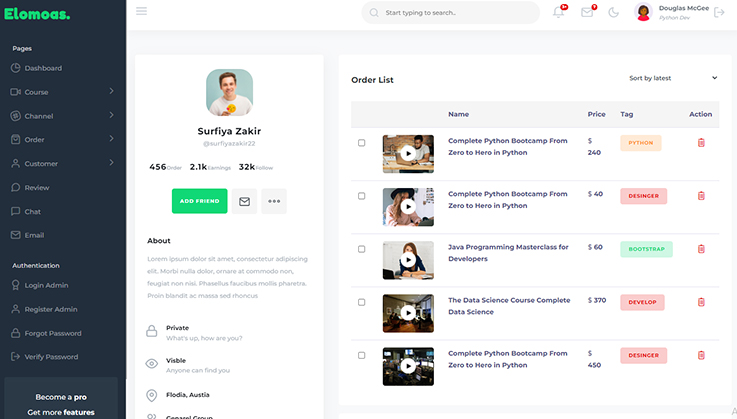 Elomoas.
Start typing to search..
9+
9
Douglas McGee
Python Dev
Pages
Dashboard
Course
Channel
Order
Customer
Review
Chat
Email
Authentication
Login Admin
Register Admin
Forgot Password
Verify Password
Become a pro
Get more features
Surfiya Zakir
@surfiyazakir22
456 Order 2.1k Earnings 32k Follow
ADD FRIEND
About
Lorem ipsum dolor sit amet, consectetur adipiscing
elit. Morbi nulla dolor, ornare at commodo non,
feugiat non nisi. Phasellus faucibus mollis pharetra.
Proin blandit ac massa sed rhoncus
Private
What's up, how are you?
Visble
Anyone can find you
Flodia, Austia
Genarel Group
Order List
Sort by latest
Name Price Tag Action
Complete Python Bootcamp From
Zero to Hero in Python
$
240
PYTHON
Complete Python Bootcamp From
Zero to Hero in Python
$ 40
DESINGER
Java Programming Masterclass for
Developers
$ 60
BOOTSTRAP
The Data Science Course Complete
Data Science
$ 370
DEVELOP
Complete Python Bootcamp From
Zero to Hero in Python
$
450
DESINGER